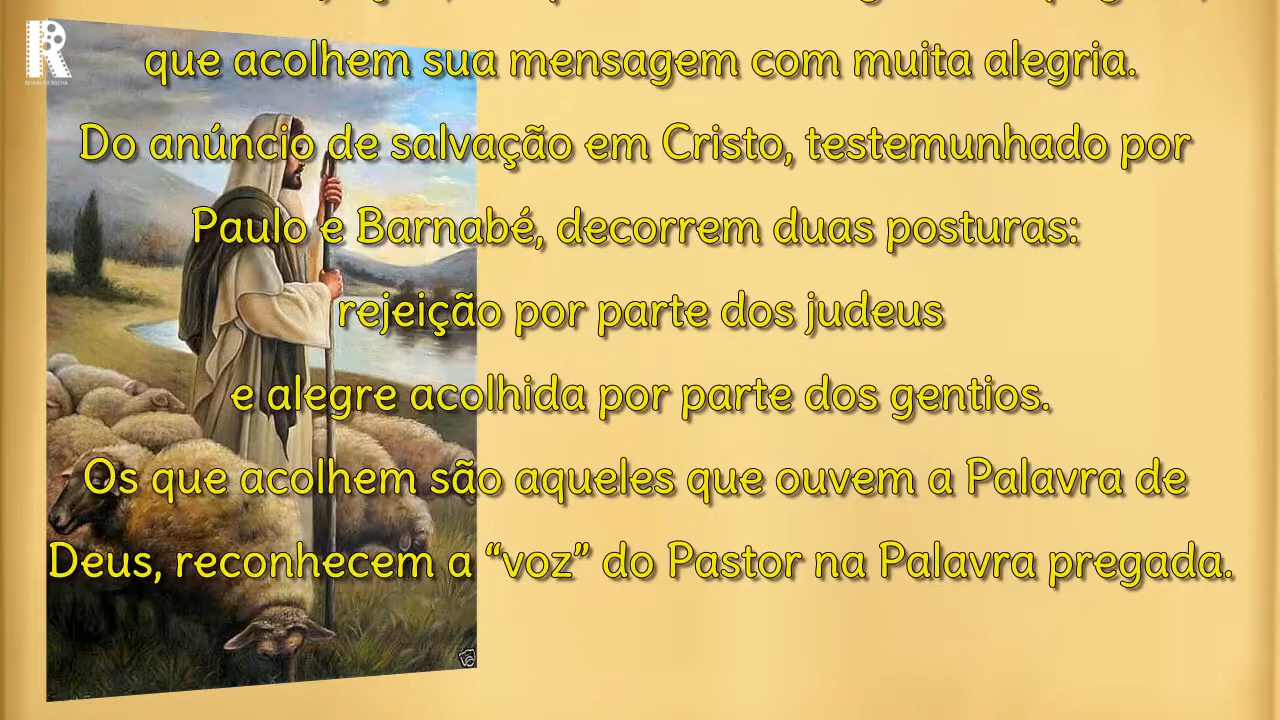 que acolhem sua mensagem com muita alegria.
Do anúncio de salvação em Cristo, testemunhado por
Paulo e Barnabé, decorrem duas posturas:
rejeição por parte dos judeus
e alegre acolhida por parte dos gentios.
Os que acolhem são aqueles que ouvem a Palavra de
Deus, reconhecem a “voz” do Pastor na Palavra pregada.